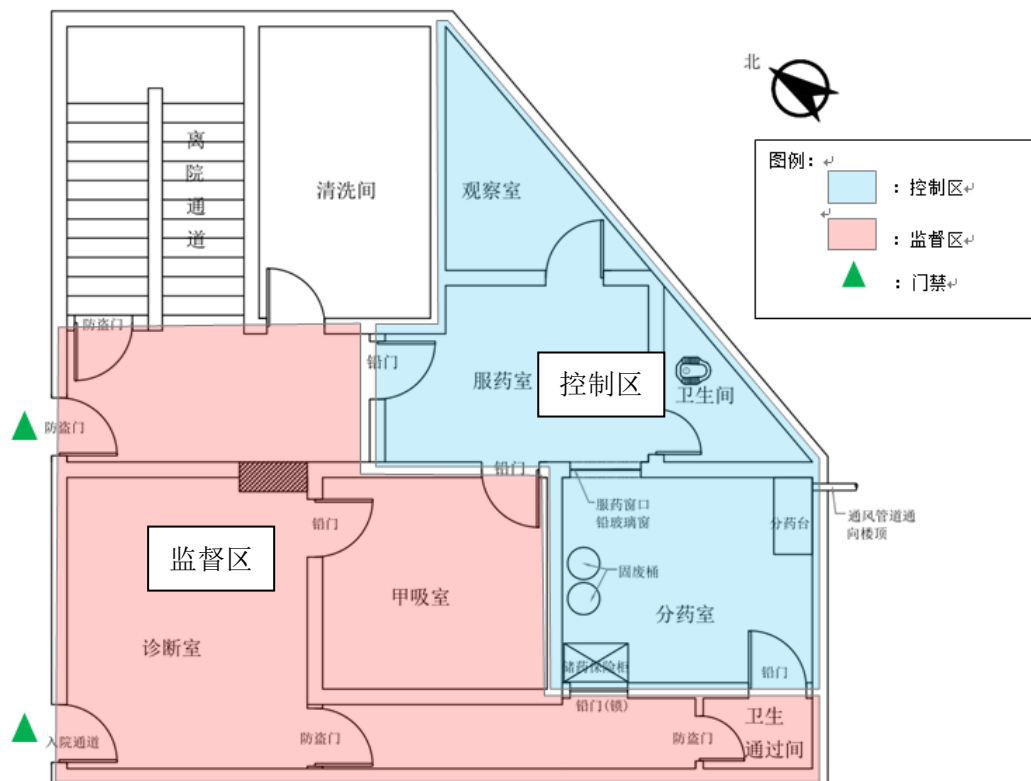 北
图例：
：控制区
：监督区
：门禁
离院通道
清洗间
观察室
防盗门
铅门
服药室
控制区
卫生间
防盗门
铅门
服药窗口
铅玻璃窗
分药台
通风管道通
向楼顶
铅门
监督区
固废桶
甲吸室
分药室
诊断室
储药保险柜
铅门
铅门(锁)
卫生
通过间
入院通道
防盗门
防盗门